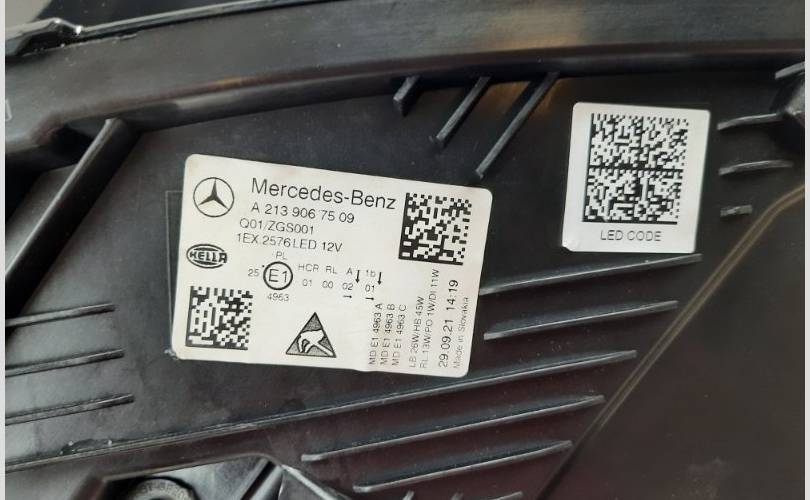 Mercedes-Benz
A 213 906 75 09
Q01/ZGS001
1EX 2576 LED 12V
HELLA
PL
25
E1
4963
HCR RL A 1b
01 00 02 01
MD E1 4963 A
MD E1 4963 B
MD E1 4963 C
LB 26W/HB 45W
RL 13W/PO 1W/DI 11W
29.09.21 14:19
Made in Slovakia
LED CODE